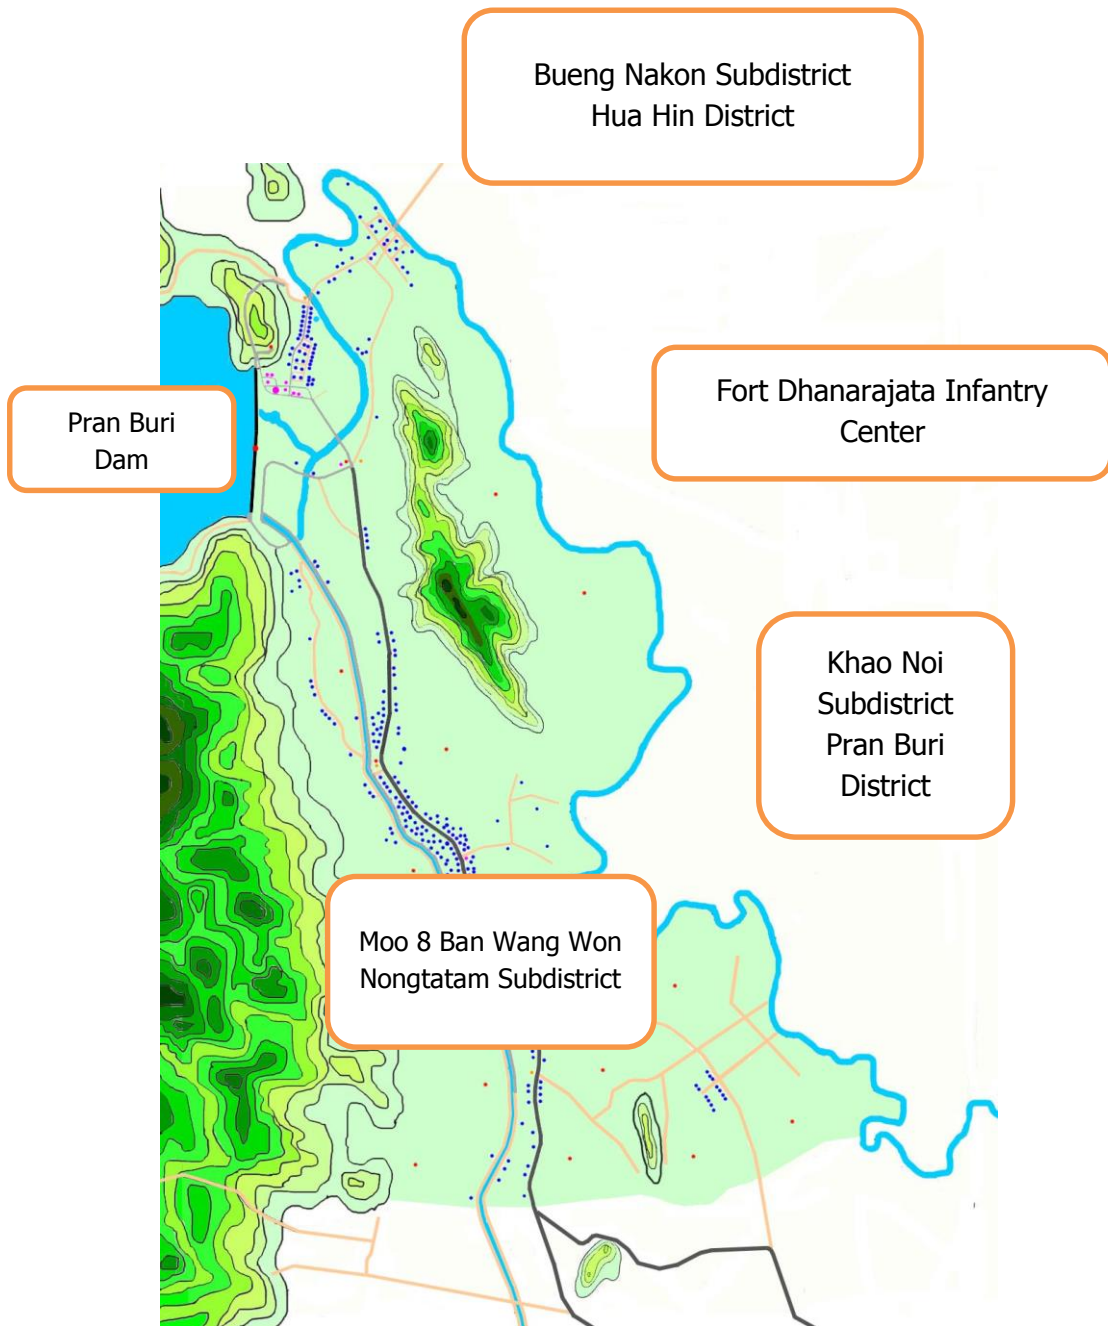 Bueng Nakon Subdistrict
Hua Hin District
Fort Dhanarajata Infantry
Center
Pran Buri
Dam
Khao Noi
Subdistrict
Pran Buri
District
Moo 8 Ban Wang Won
Nongtatam Subdistrict